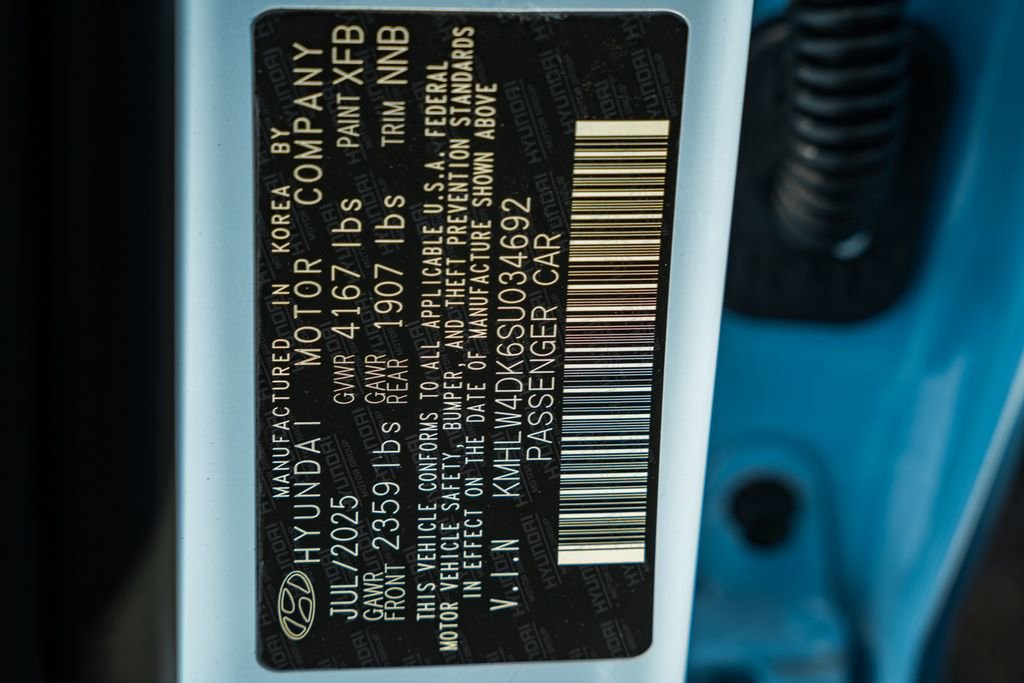 MANUFACTURED IN KOREA BY
HYUNDAI MOTOR COMPANY
JUL/2025 GVWR 4167 lbs PAINT XFB
GAWR FRONT 2359 lbs GAWR REAR 1907 lbs TRIM NNB
THIS VEHICLE CONFORMS TO ALL APPLICABLE U.S.A. FEDERAL
MOTOR VEHICLE SAFETY, BUMPER, AND THEFT PREVENTION STANDARDS
IN EFFECT ON THE DATE OF MANUFACTURE SHOWN ABOVE
V.I.N KMHLW4DK6SU034692
PASSENGER CAR